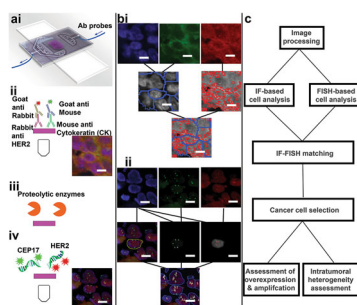 ai
Ab probes
ii
Goat anti
Rabbit
Goat anti
Mouse
Rabbit
anti
HER2
Mouse anti
Cytokeratin (CK)
iii
Proteolytic enzymes
iv
CEP17
HER2
bi
ii
c
Image
processing
IF-based
cell analysis
FISH-based
cell analysis
IF-FISH matching
Cancer cell selection
Assessment of
overexpression &
amplifcation
Intratumoral
heterogeneity
assessment